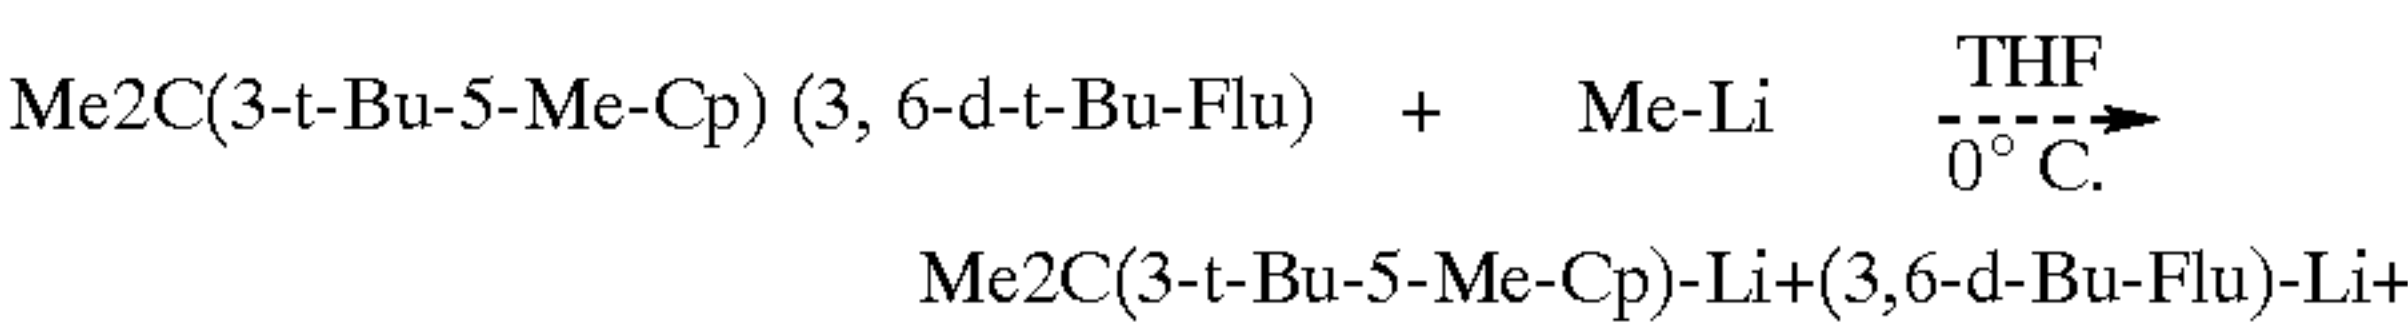 Me2C(3-t-Bu-5-Me-Cp) (3, 6-d-t-Bu-Flu) + Me-Li
THF
0° C.
Me2C(3-t-Bu-5-Me-Cp)-Li+(3,6-d-Bu-Flu)-Li+